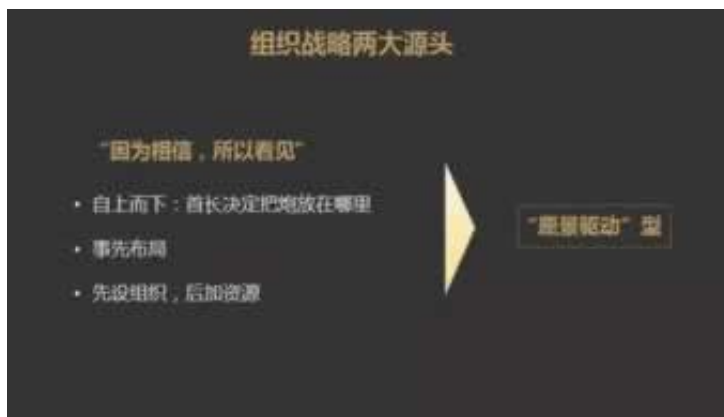 组织战略两大源头
“因为相信，所以看见”
• 自上而下：首长决定把炮放在哪里
• 事先布局
• 先设组织，后加资源
“愿景驱动” 型